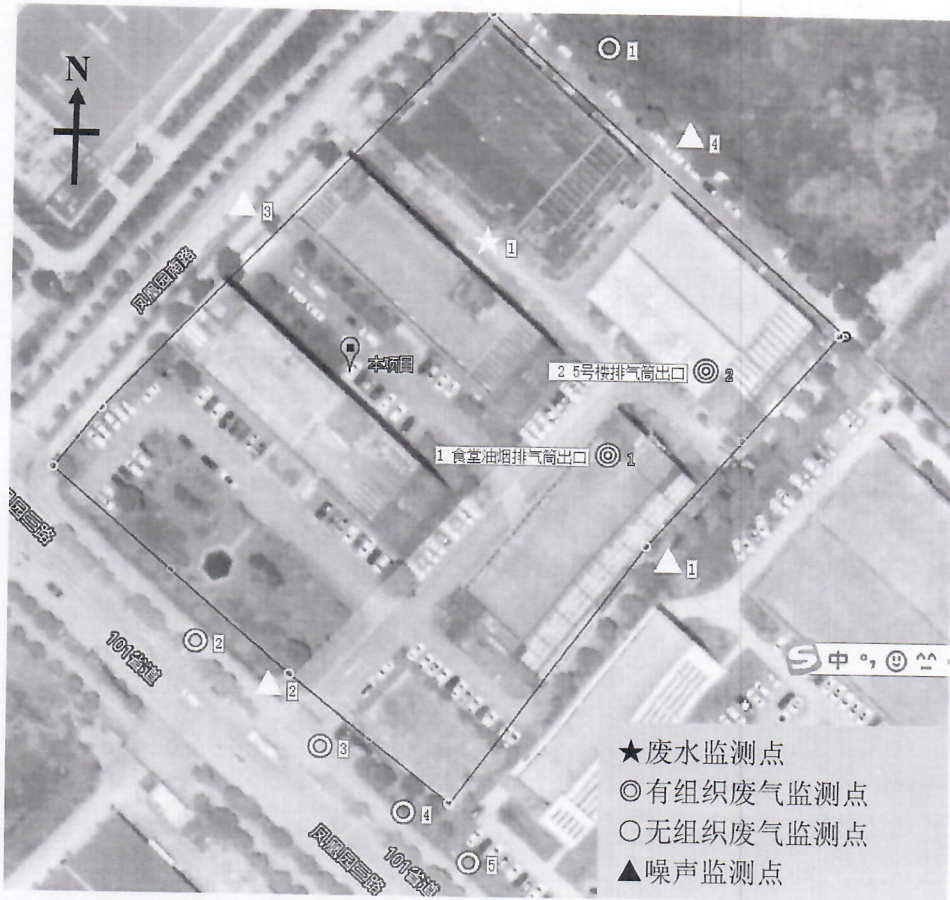 1
N
4
3
1
凤凰园南路
本项目
2 5号楼排气筒出口
2
1 食堂油烟排气筒出口
1
园三路
1
101省道
2
2
中
3
4
凤凰园三路
101省道
5
★废水监测点
◎有组织废气监测点
○无组织废气监测点
▲噪声监测点